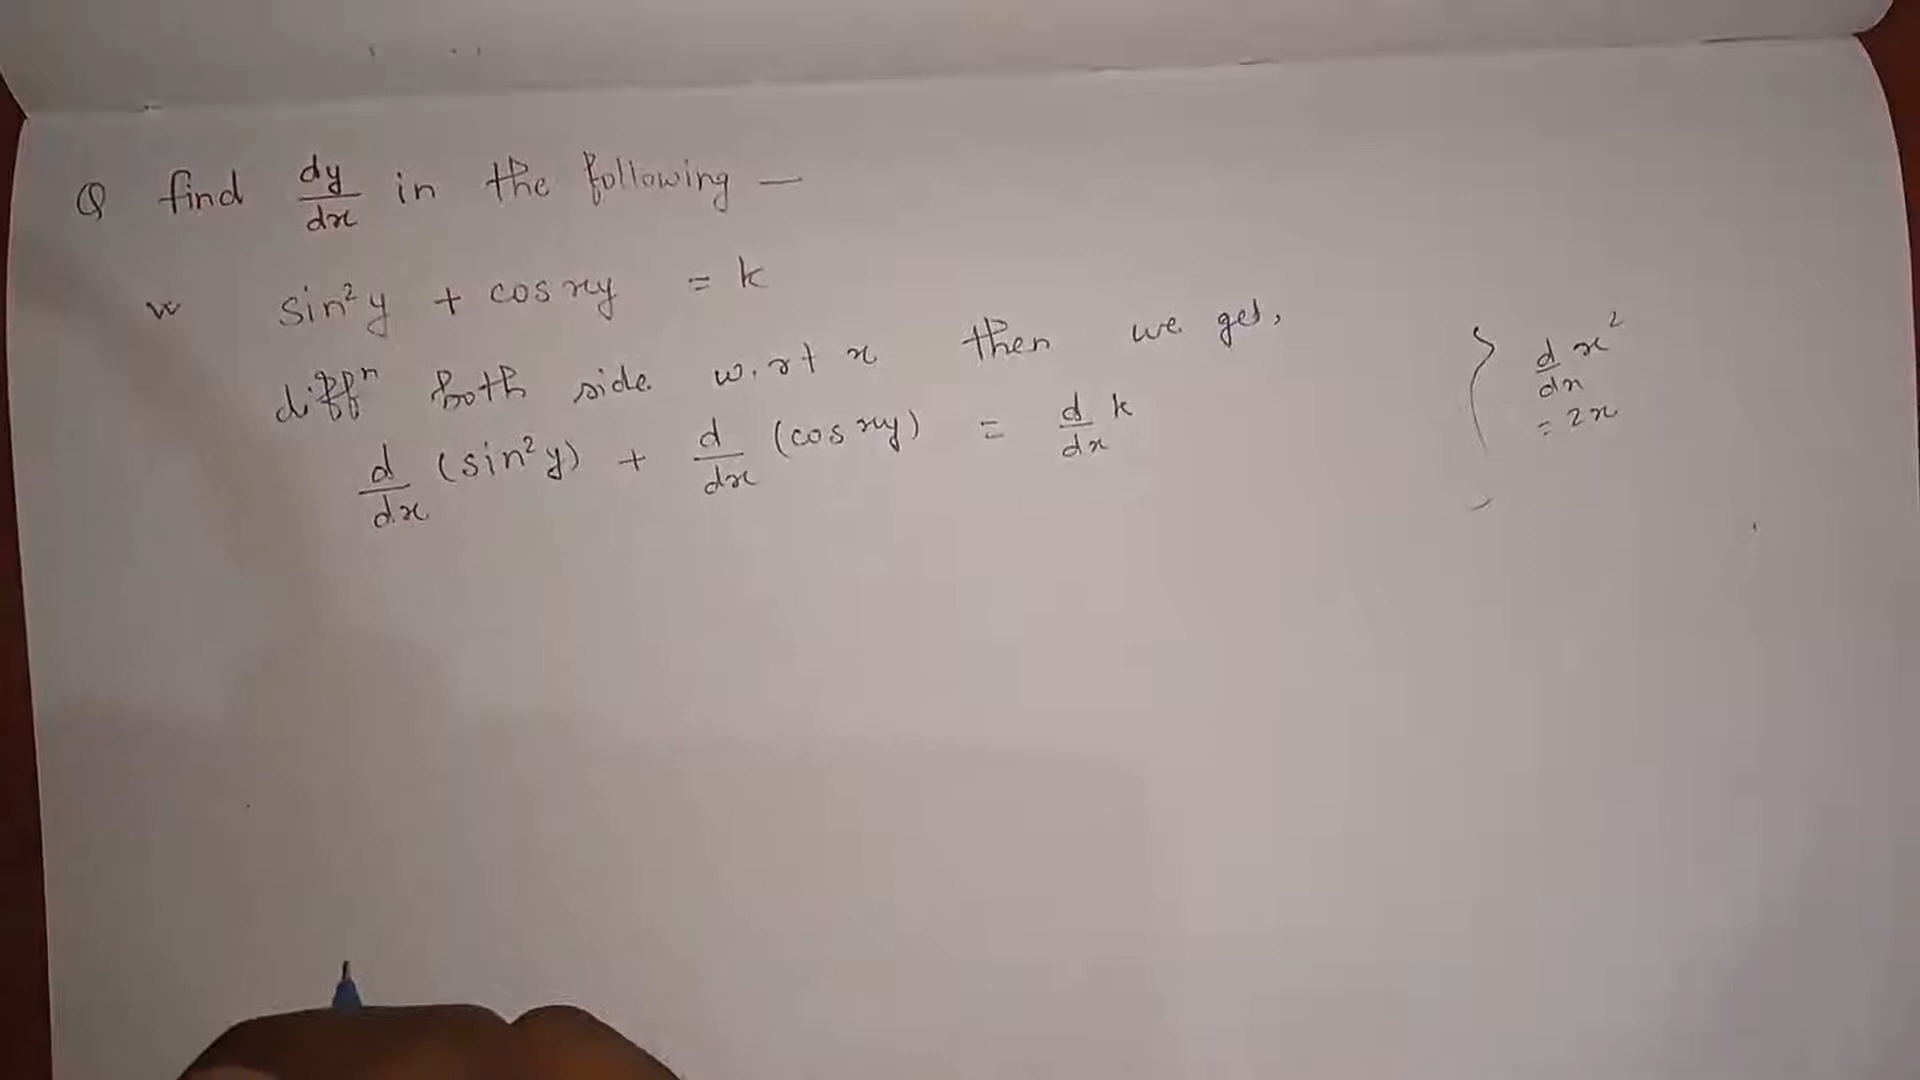 Q find dy/dx in the following —
sin²y + cos xy = k
diffⁿ both side w.r.t x then we get,
d/dx (sin²y) + d/dx (cos xy) = d/dx k
d/dx x²
= 2x